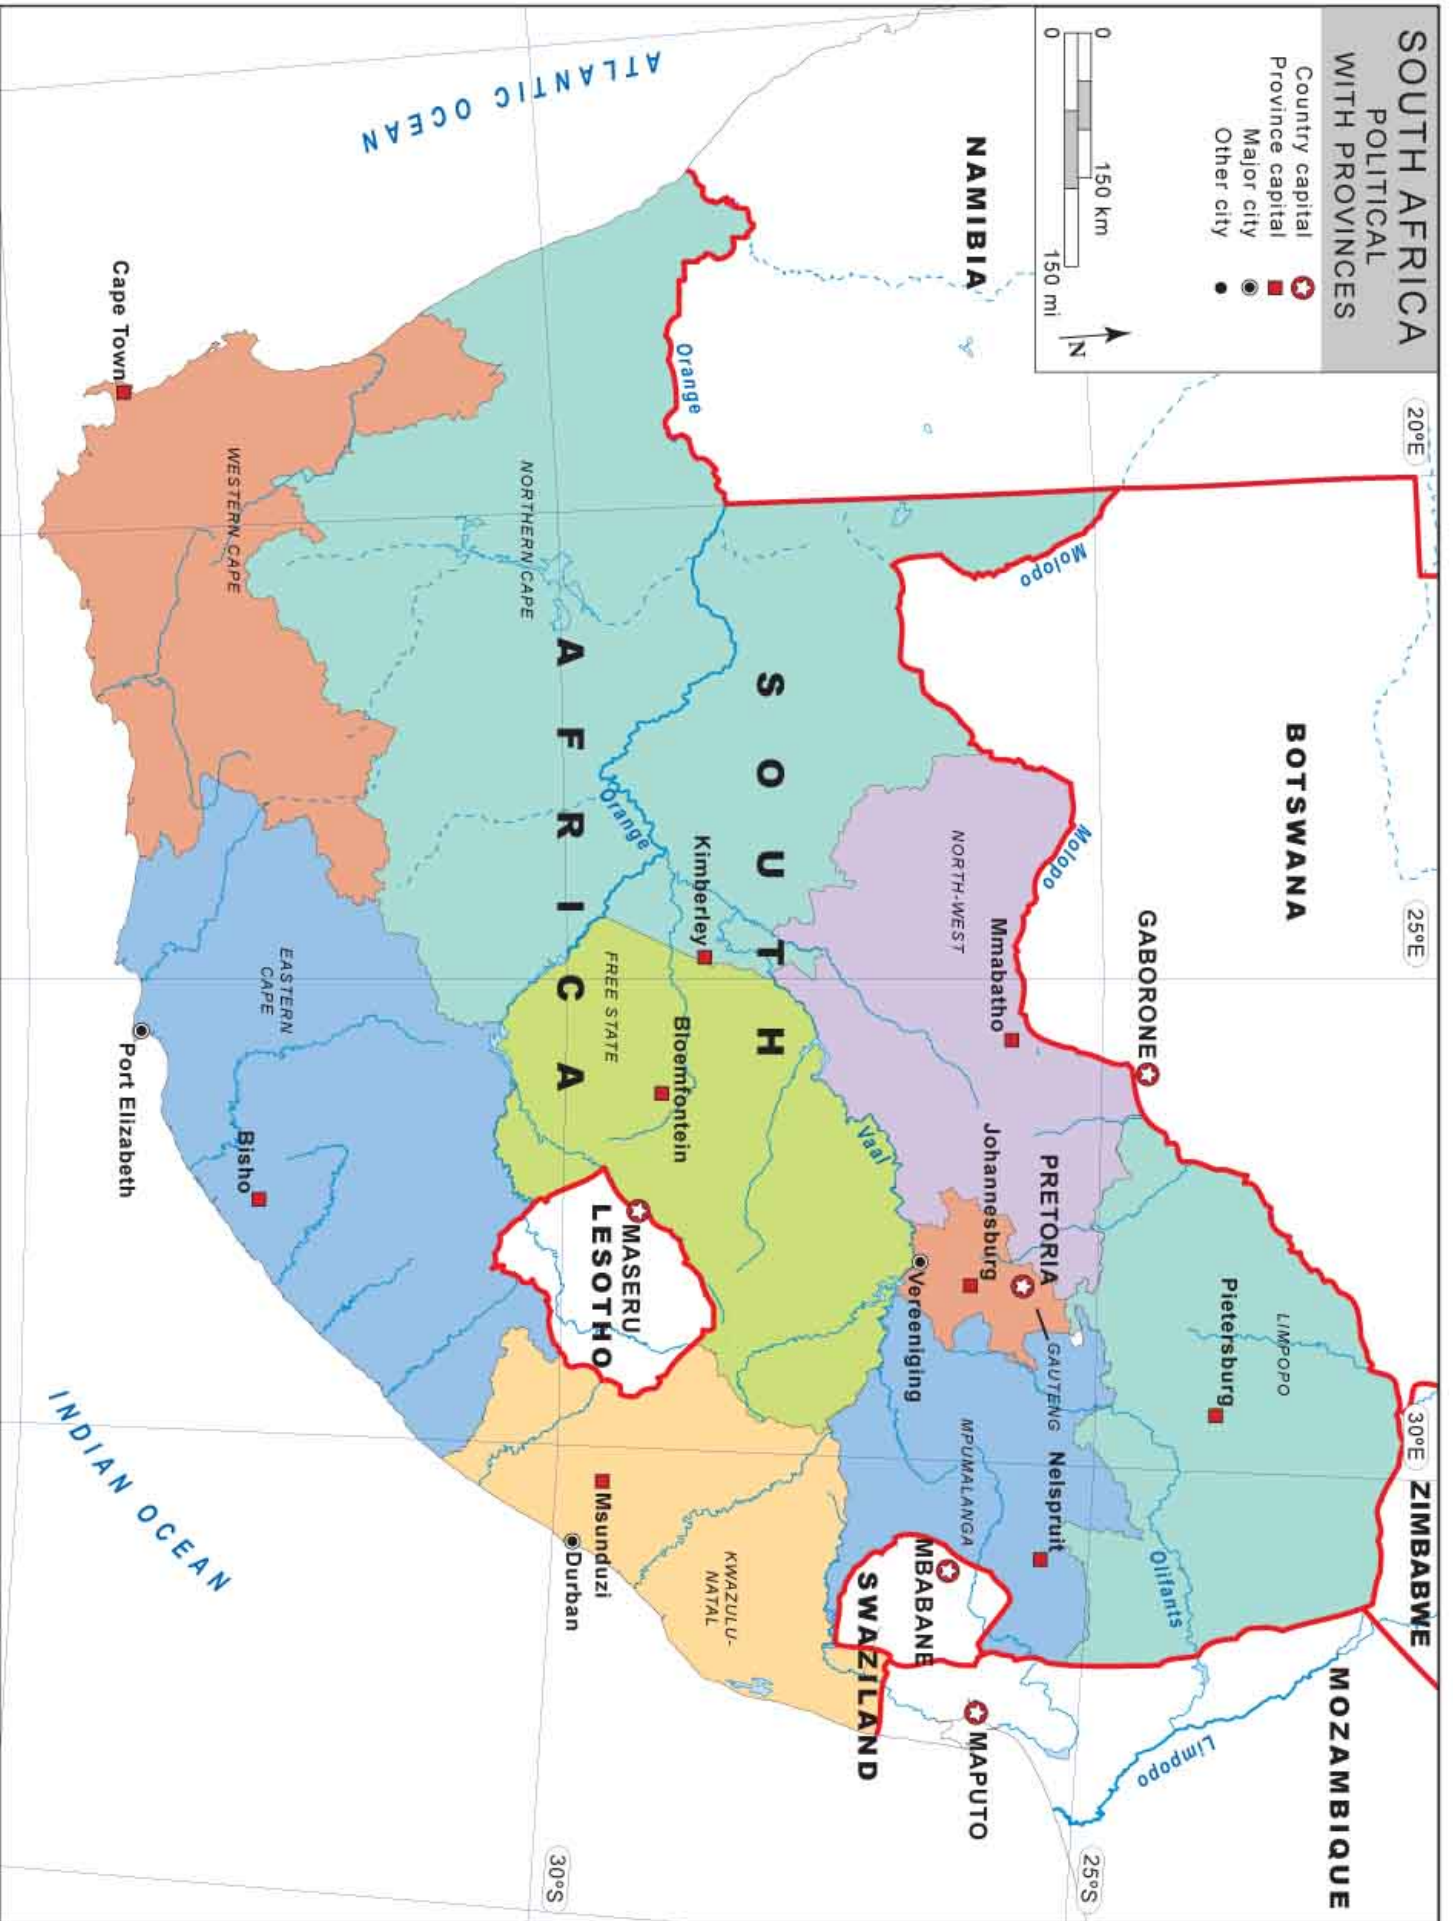 SOUTH AFRICA
POLITICAL
WITH PROVINCES
Country capital
Province capital
Major city
Other city
0 150 km
0 150 mi
N
20°E
25°E
30°E
25°S
30°S
NAMIBIA
BOTSWANA
ZIMBABWE
MOZAMBIQUE
GABORONE
Molopo
Molopo
Limpopo
LIMPOPO
Pietersburg
Olifants
Mmabatho
NORTH-WEST
PRETORIA
Johannesburg
GAUTENG
Nelspruit
MPUMALANGA
MAPUTO
MBABANE
SWAZILAND
Vereeniging
Vaal
Orange
SOUTH
AFRICA
Kimberley
Orange
Bloemfontein
FREE STATE
MASERU
LESOTHO
KWAZULU-
NATAL
Msunduzi
Durban
NORTHERN CAPE
EASTERN
CAPE
Bisho
Port Elizabeth
WESTERN CAPE
Cape Town
ATLANTIC OCEAN
INDIAN OCEAN